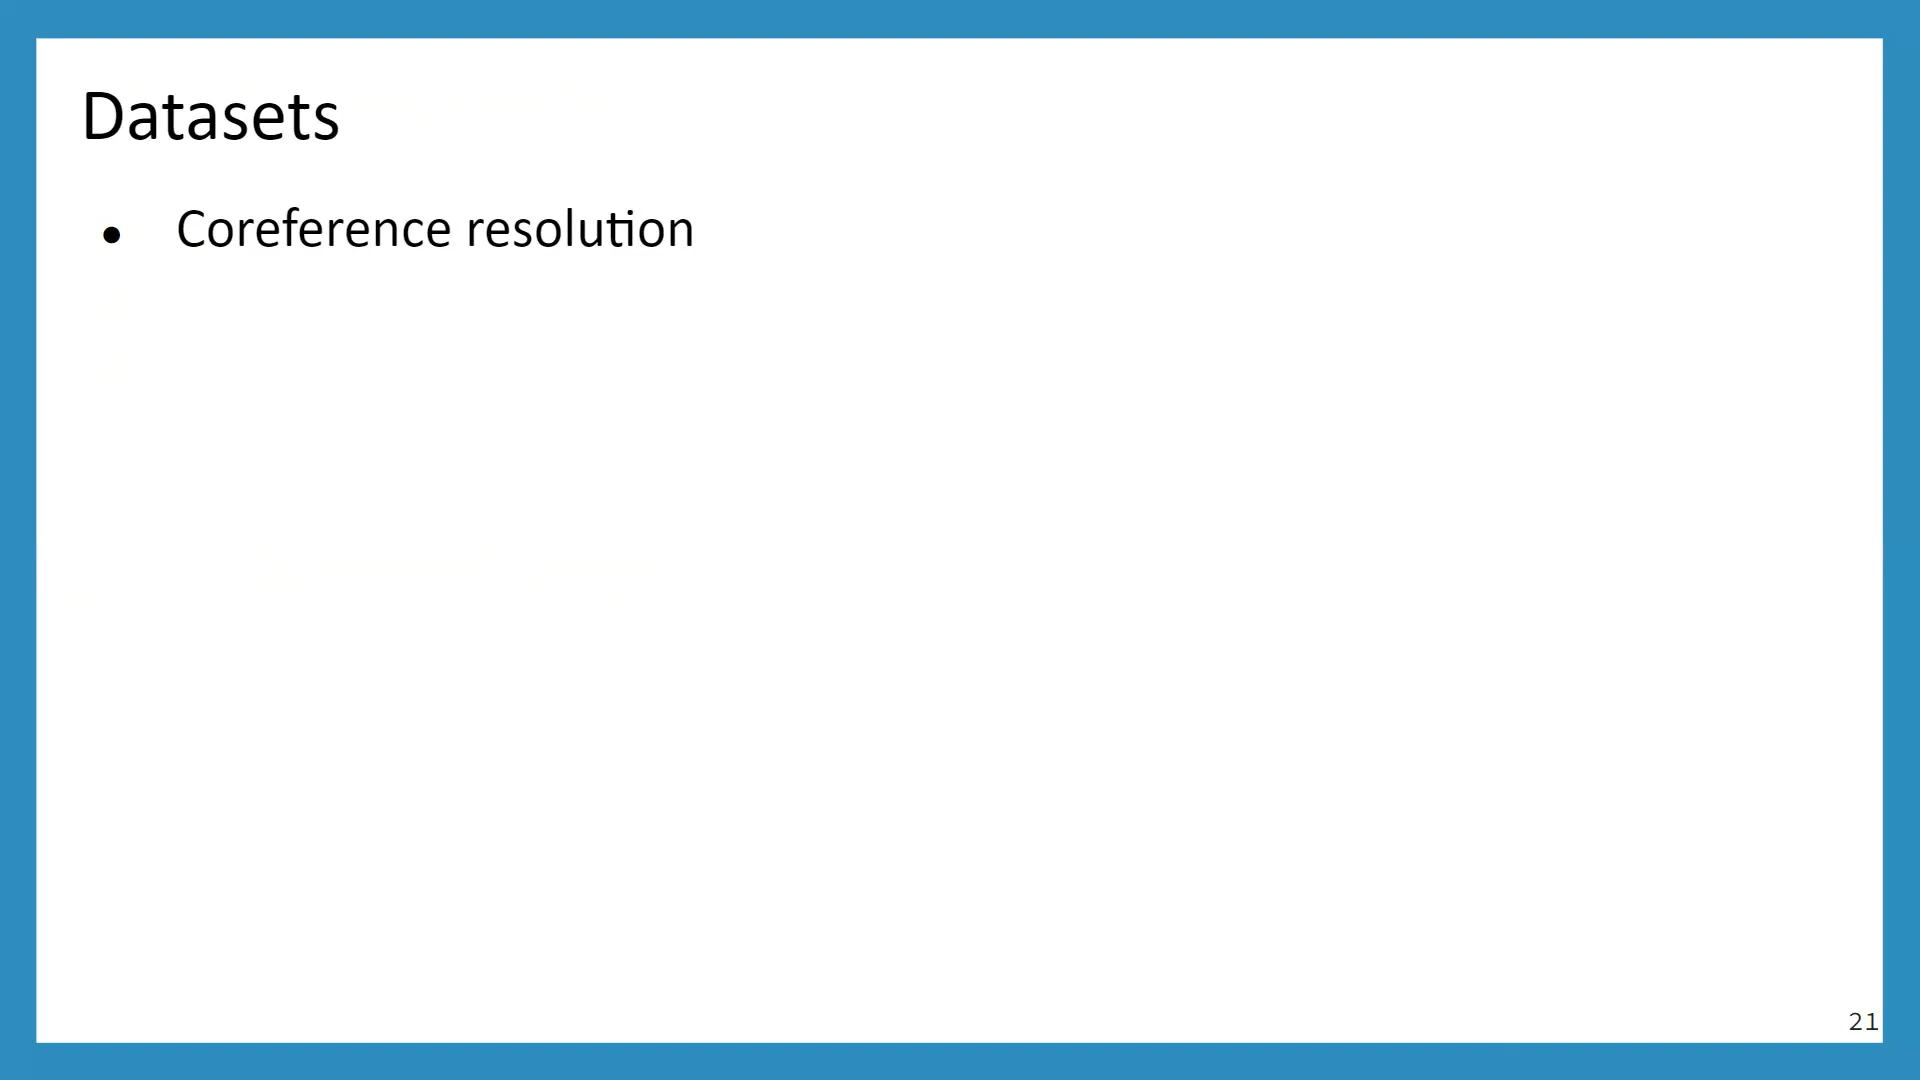 Datasets
● Coreference resolution
21